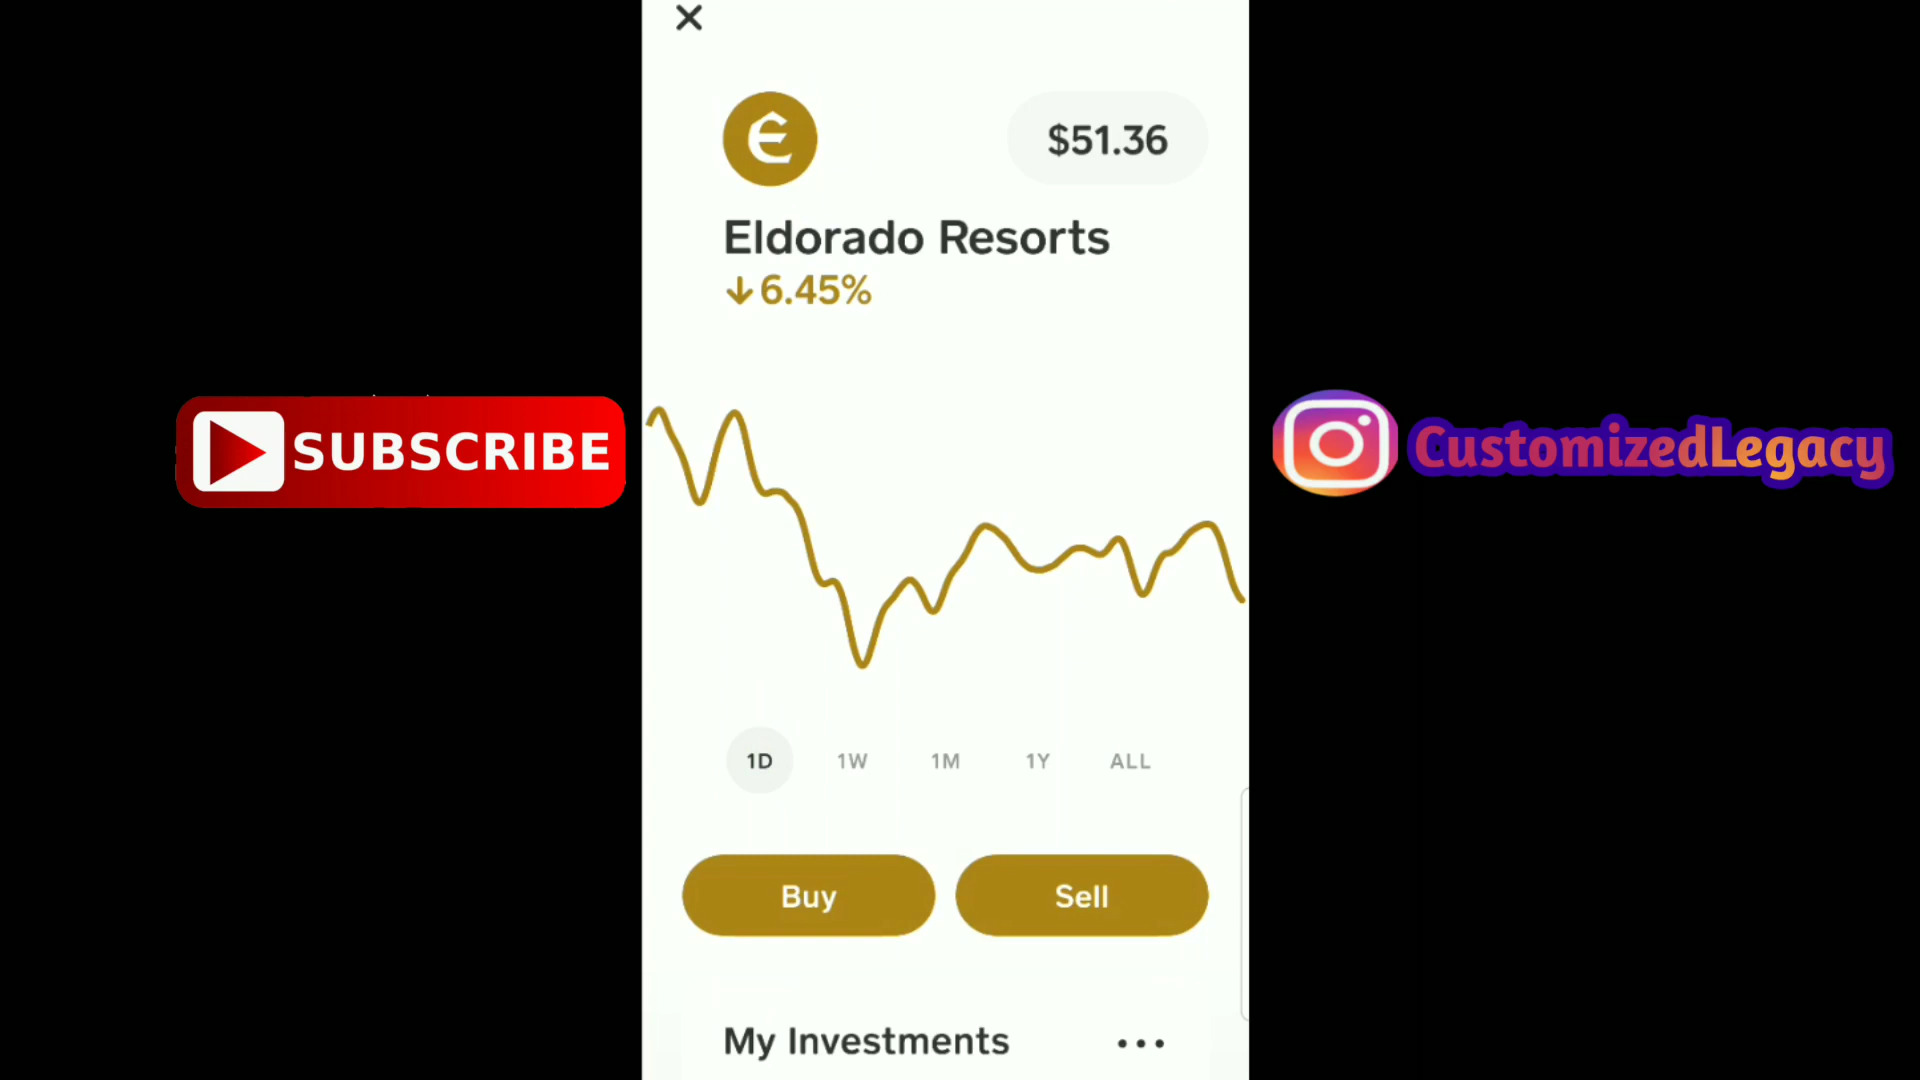 $51.36
Eldorado Resorts
↓6.45%
SUBSCRIBE
CustomizedLegacy
1D 1W 1M 1Y ALL
Buy Sell
My Investments